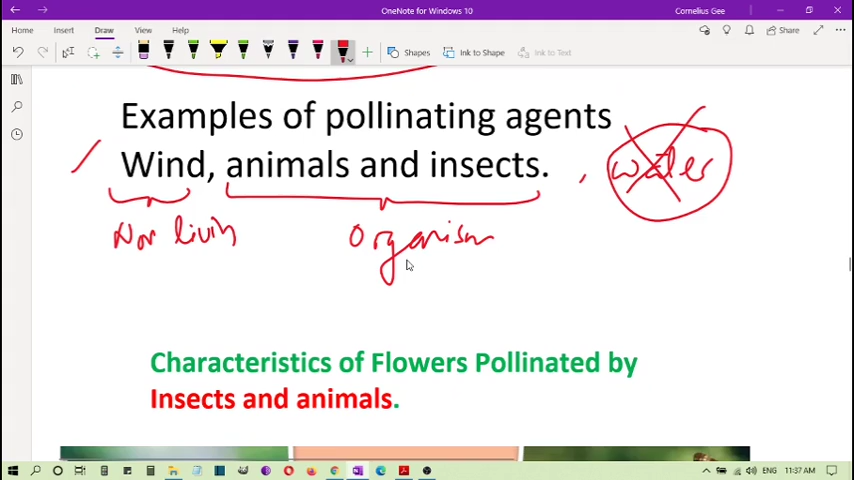 OneNote for Windows 10
Cornelius Gee
Home Insert Draw View Help
Share
Shapes Ink to Shape Ink to Text
Examples of pollinating agents
Wind, animals and insects. , water
Non living Organism
Characteristics of Flowers Pollinated by
Insects and animals.
ENG 11:37 AM